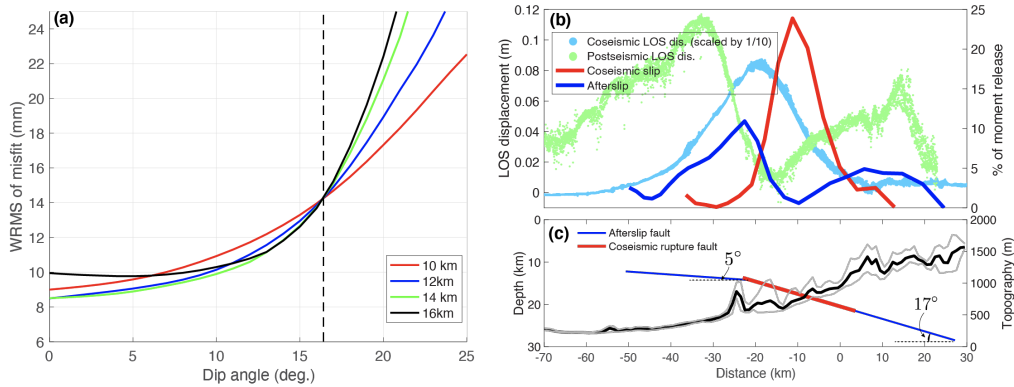 (a)
WRMS of misfit (mm)
24
22
20
18
16
14
12
10
8
6
10 km
12km
14 km
16km
0
5
10
15
20
25
Dip angle (deg.)
(b)
LOS displacement (m)
0.12
0.1
0.08
0.06
0.04
0.02
0
Coseismic LOS dis. (scaled by 1/10)
Postseismic LOS dis.
Coseismic slip
Afterslip
25
20
15
10
5
0
% of moment release
(c)
Depth (km)
0
10
20
30
Afterslip fault
Coseismic rupture fault
5°
17°
2000
1500
1000
500
0
Topography (m)
-70
-60
-50
-40
-30
-20
-10
0
10
20
30
Distance (km)